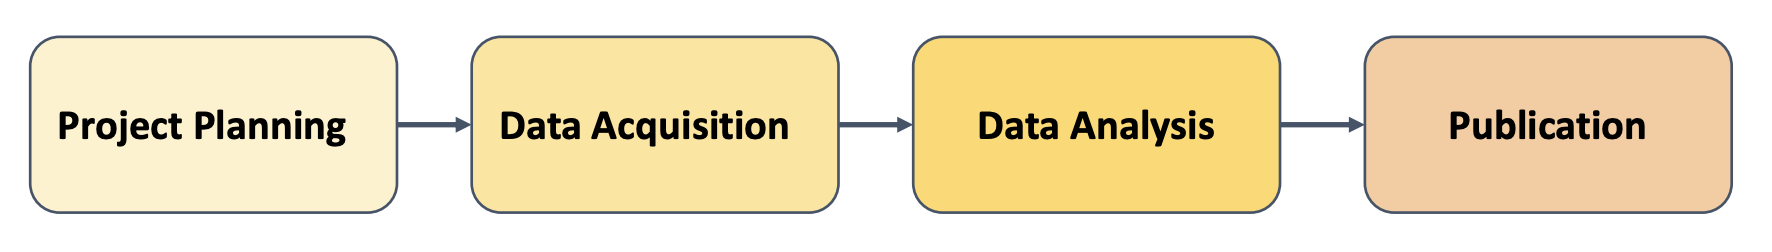 Project Planning
Data Acquisition
Data Analysis
Publication